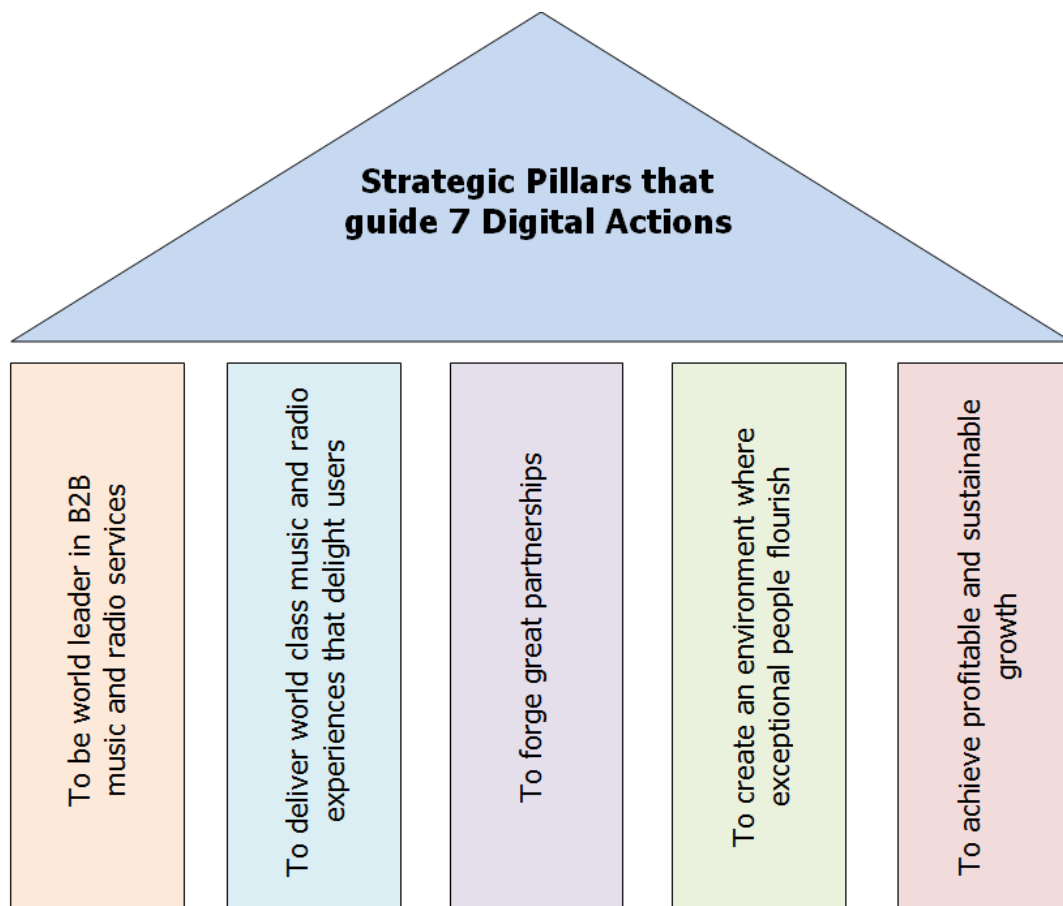 Strategic Pillars that
guide 7 Digital Actions
To be world leader in B2B
music and radio services
To deliver world class music and radio
experiences that delight users
To forge great partnerships
To create an environment where
exceptional people flourish
To achieve profitable and sustainable
growth